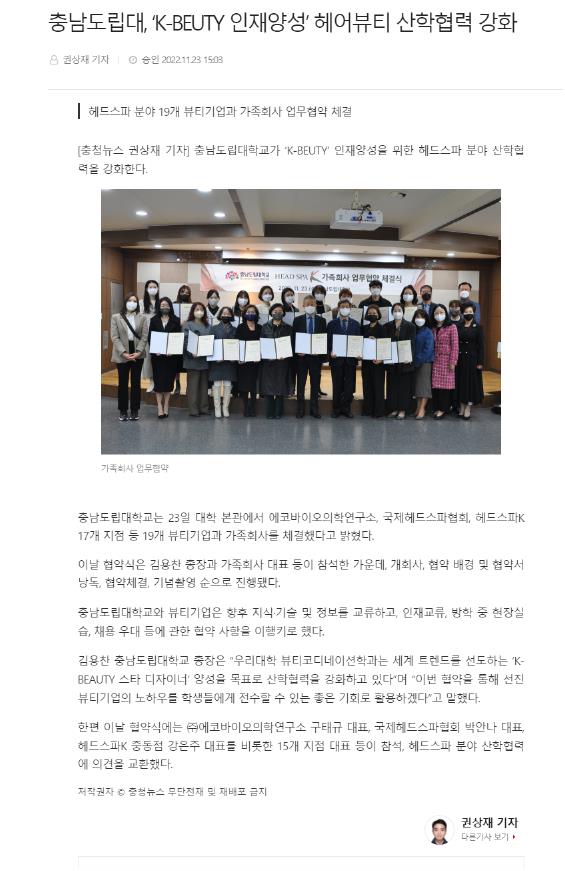 충남도립대, ‘K-BEUTY 인재양성’ 헤어뷰티 산학협력 강화
권상재 기자
승인 2022.11.23 15:03
헤드스파 분야 19개 뷰티기업과 가족회사 업무협약 체결
[충청뉴스 권상재 기자] 충남도립대학교가 ‘K-BEUTY’ 인재양성을 위한 헤드스파 분야 산학협
력을 강화한다.
충남도립대학교 HEAD SPA K 가족회사 업무협약 체결식
가족회사 업무협약
충남도립대학교는 23일 대학 본관에서 에코바이오의학연구소, 국제헤드스파협회, 헤드스파K
17개 지점 등 19개 뷰티기업과 가족회사를 체결했다고 밝혔다.
이날 협약식은 김용찬 총장과 가족회사 대표 등이 참석한 가운데, 개회사, 협약 배경 및 협약서
낭독, 협약체결, 기념촬영 순으로 진행됐다.
충남도립대학교와 뷰티기업은 향후 지식·기술 및 정보를 교류하고, 인재교류, 방학 중 현장실
습, 채용 우대 등에 관한 협약 사항을 이행키로 했다.
김용찬 충남도립대학교 총장은 “우리대학 뷰티코디네이션학과는 세계 트렌드를 선도하는 ‘K-
BEAUTY 스타 디자이너’ 양성을 목표로 산학협력을 강화하고 있다”며 “이번 협약을 통해 선진
뷰티기업의 노하우를 학생들에게 전수할 수 있는 좋은 기회로 활용하겠다”고 말했다.
한편 이날 협약식에는 ㈜에코바이오의학연구소 구태규 대표, 국제헤드스파협회 박안나 대표,
헤드스파K 중동점 강온주 대표를 비롯한 15개 지점 대표 등이 참석, 헤드스파 분야 산학협력
에 의견을 교환했다.
저작권자 © 충청뉴스 무단전재 및 재배포 금지
권상재 기자
다른기사 보기